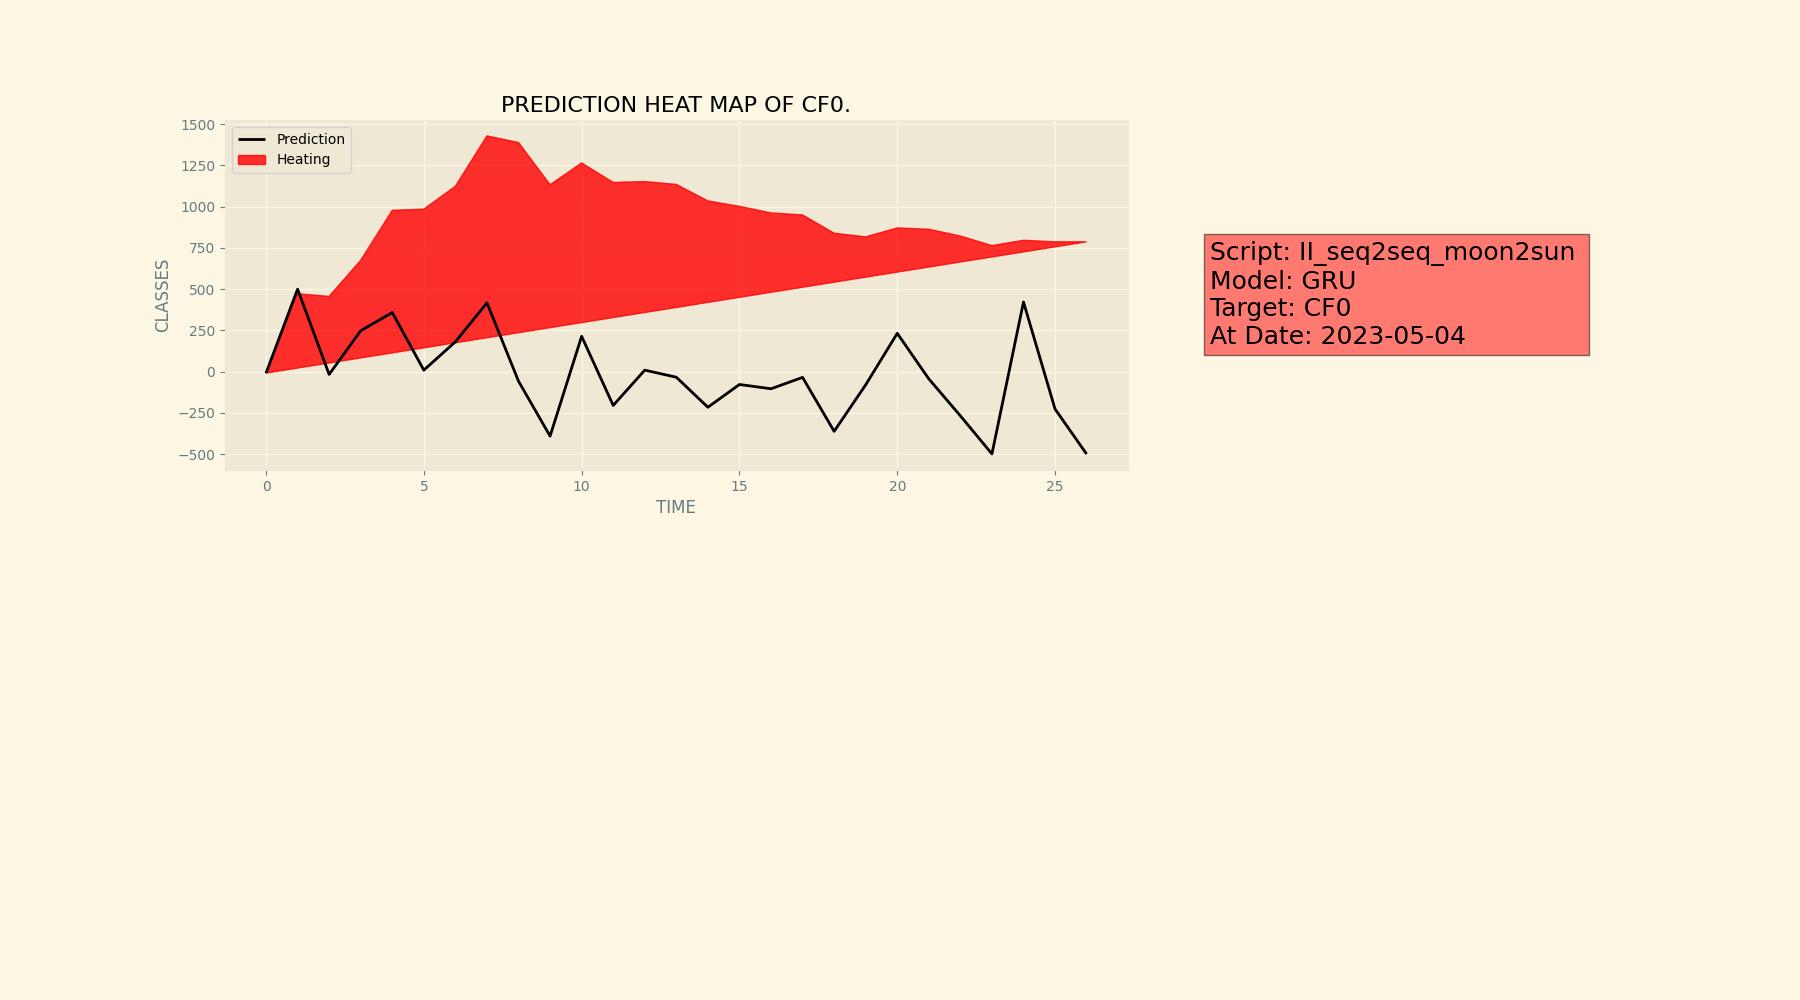 PREDICTION HEAT MAP OF CF0.
1500
1250
1000
750
500
250
0
−250
−500
CLASSES
Prediction
Heating
0 5 10 15 20 25
TIME
Script: II_seq2seq_moon2sun
Model: GRU
Target: CF0
At Date: 2023-05-04